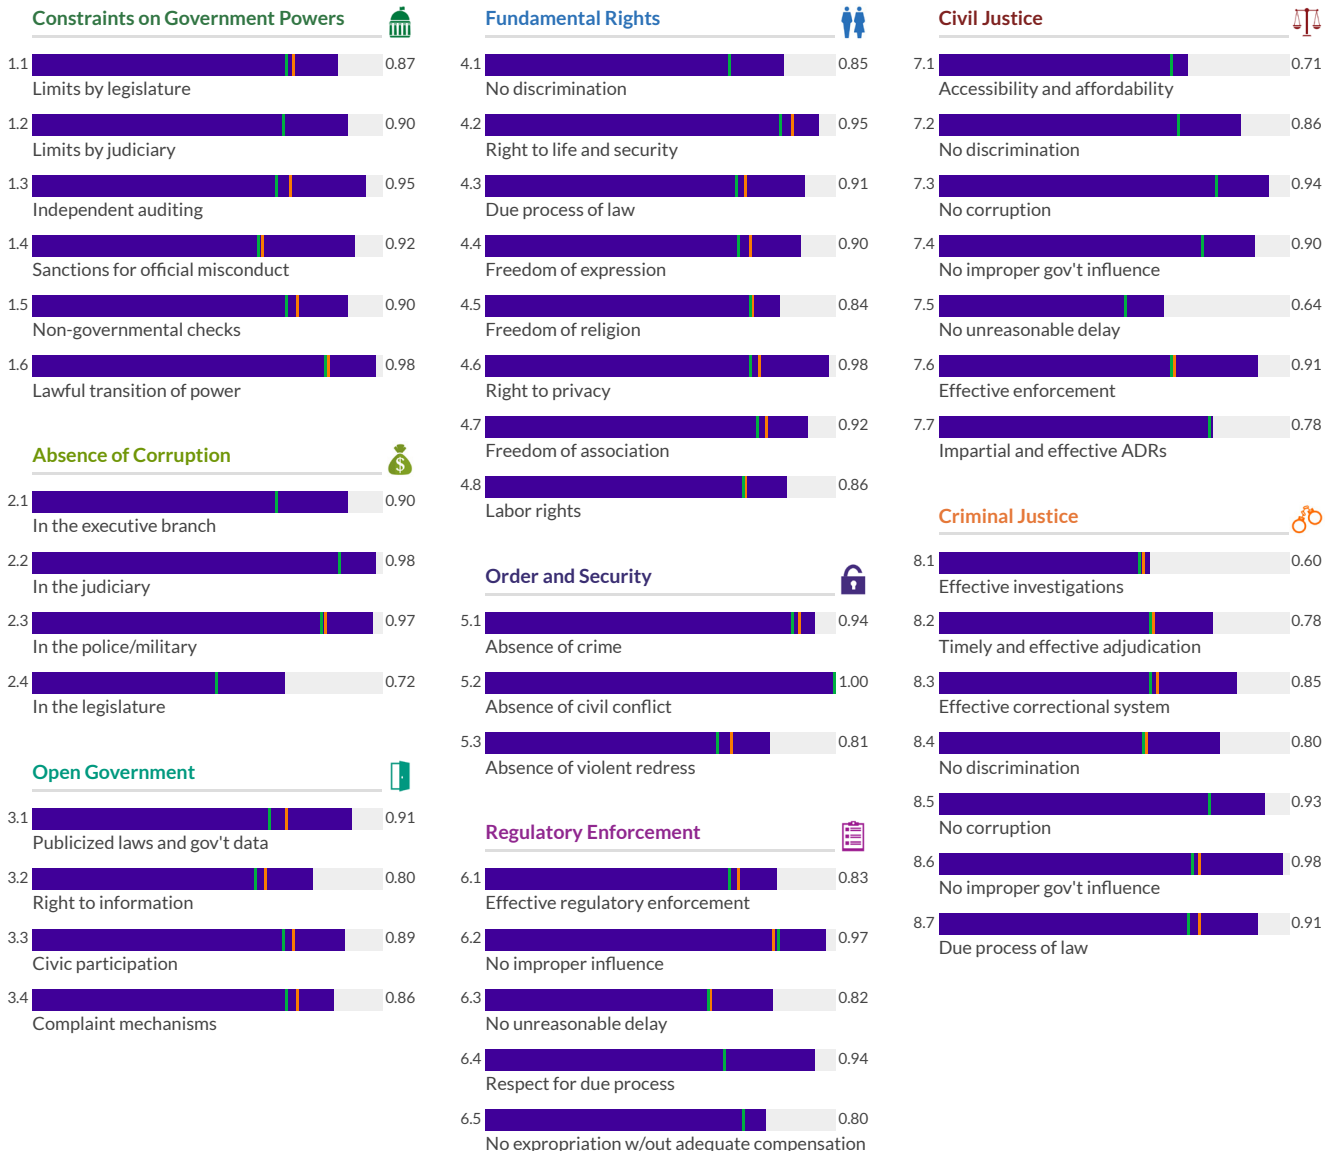 Constraints on Government Powers
1.1 0.87
Limits by legislature
1.2 0.90
Limits by judiciary
1.3 0.95
Independent auditing
1.4 0.92
Sanctions for official misconduct
1.5 0.90
Non-governmental checks
1.6 0.98
Lawful transition of power
Absence of Corruption
$
2.1 0.90
In the executive branch
2.2 0.98
In the judiciary
2.3 0.97
In the police/military
2.4 0.72
In the legislature
Open Government
3.1 0.91
Publicized laws and gov't data
3.2 0.80
Right to information
3.3 0.89
Civic participation
3.4 0.86
Complaint mechanisms
Fundamental Rights
4.1 0.85
No discrimination
4.2 0.95
Right to life and security
4.3 0.91
Due process of law
4.4 0.90
Freedom of expression
4.5 0.84
Freedom of religion
4.6 0.98
Right to privacy
4.7 0.92
Freedom of association
4.8 0.86
Labor rights
Order and Security
5.1 0.94
Absence of crime
5.2 1.00
Absence of civil conflict
5.3 0.81
Absence of violent redress
Regulatory Enforcement
6.1 0.83
Effective regulatory enforcement
6.2 0.97
No improper influence
6.3 0.82
No unreasonable delay
6.4 0.94
Respect for due process
6.5 0.80
No expropriation w/out adequate compensation
Civil Justice
7.1 0.71
Accessibility and affordability
7.2 0.86
No discrimination
7.3 0.94
No corruption
7.4 0.90
No improper gov't influence
7.5 0.64
No unreasonable delay
7.6 0.91
Effective enforcement
7.7 0.78
Impartial and effective ADRs
Criminal Justice
8.1 0.60
Effective investigations
8.2 0.78
Timely and effective adjudication
8.3 0.85
Effective correctional system
8.4 0.80
No discrimination
8.5 0.93
No corruption
8.6 0.98
No improper gov't influence
8.7 0.91
Due process of law